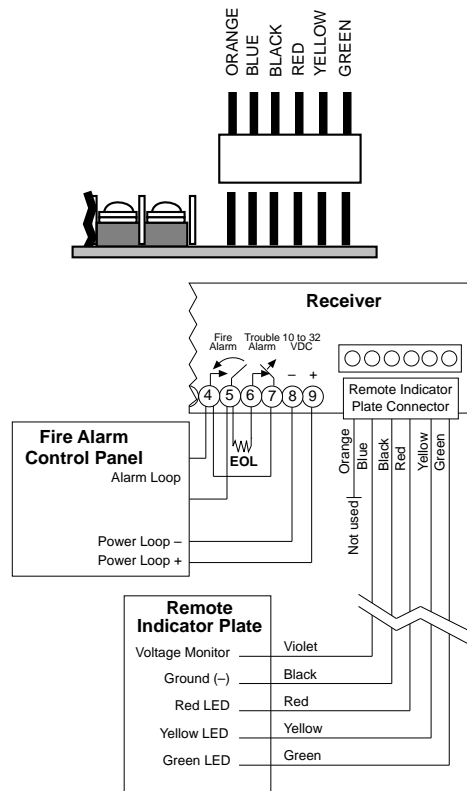 ORANGE
BLUE
BLACK
RED
YELLOW
GREEN
Receiver
Fire Alarm
Trouble Alarm
10 to 32 VDC
– +
4 5 6 7 8 9
EOL
Remote Indicator
Plate Connector
Orange
Blue
Black
Red
Yellow
Green
Not used
Fire Alarm
Control Panel
Alarm Loop
Power Loop –
Power Loop +
Remote
Indicator Plate
Voltage Monitor
Violet
Ground (–)
Black
Red LED
Red
Yellow LED
Yellow
Green LED
Green